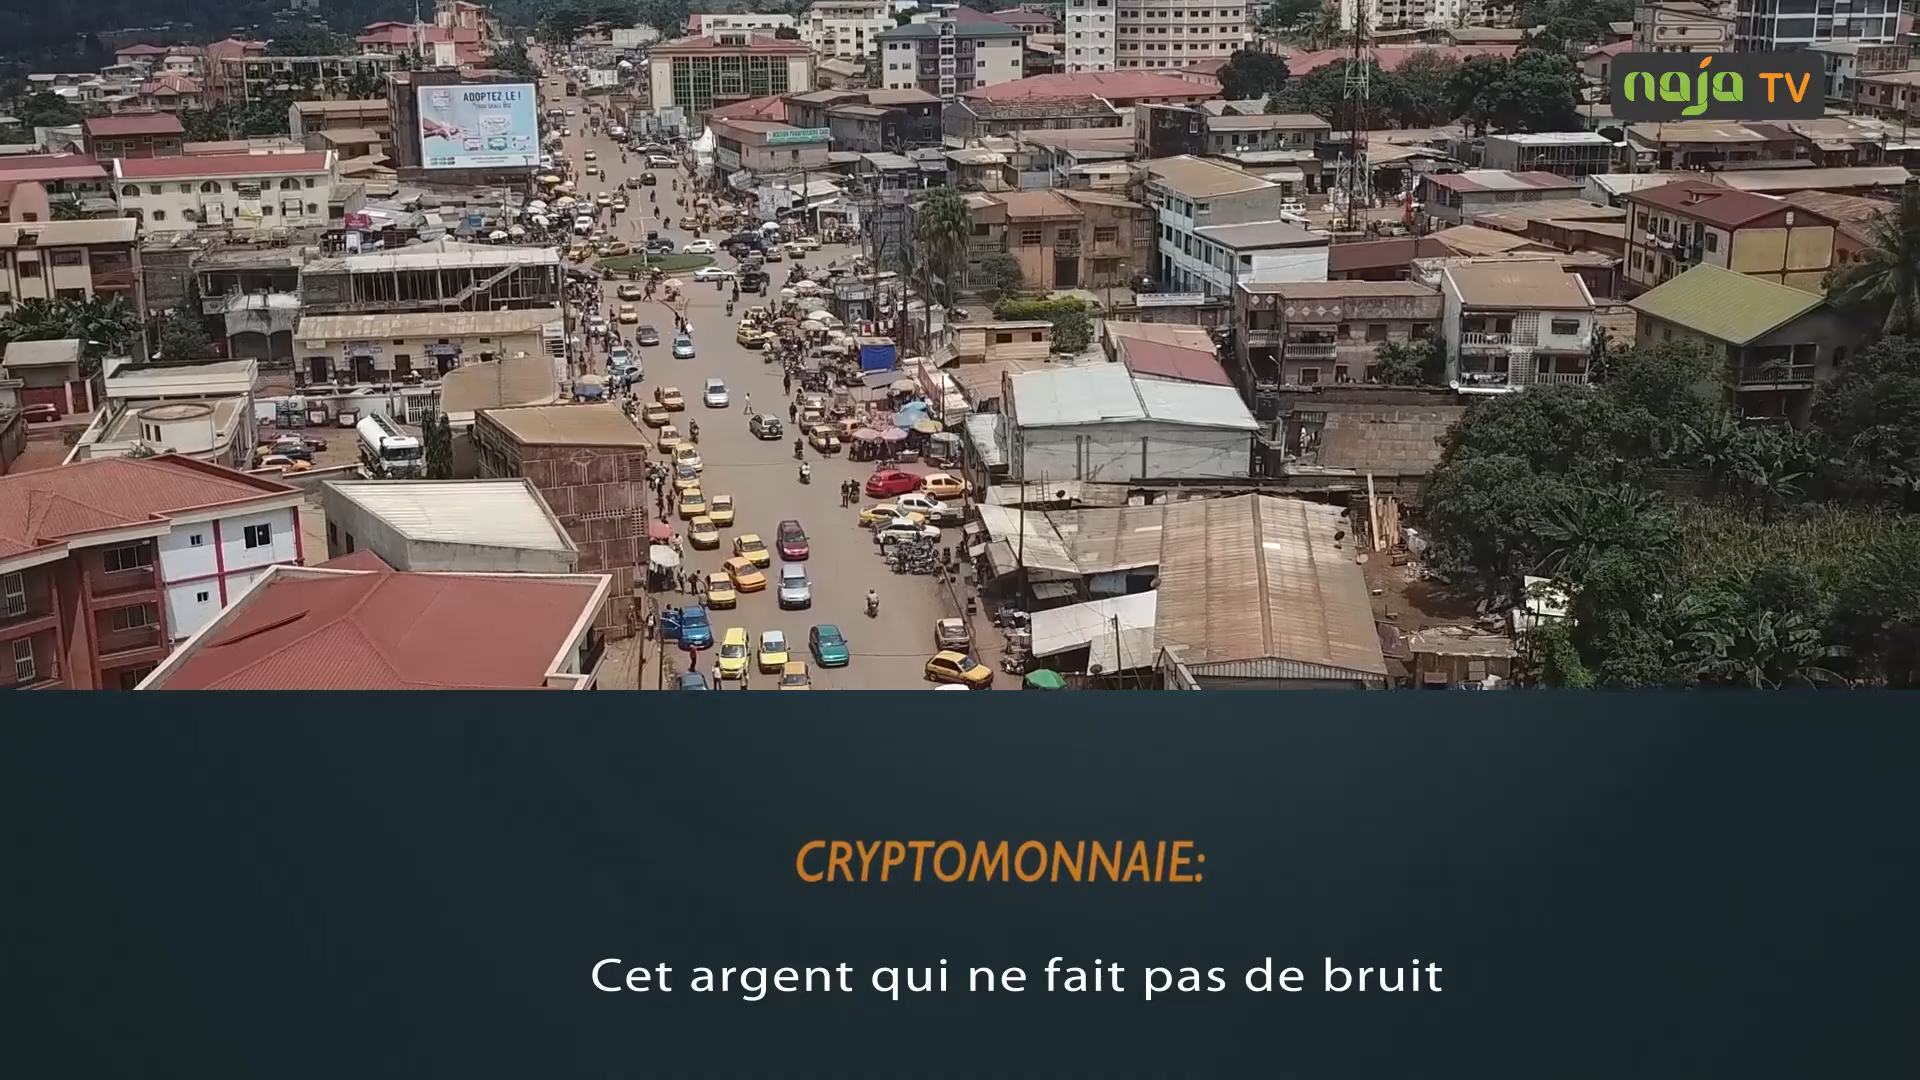 ADOPTEZ LE !
naja TV
CRYPTOMONNAIE:
Cet argent qui ne fait pas de bruit